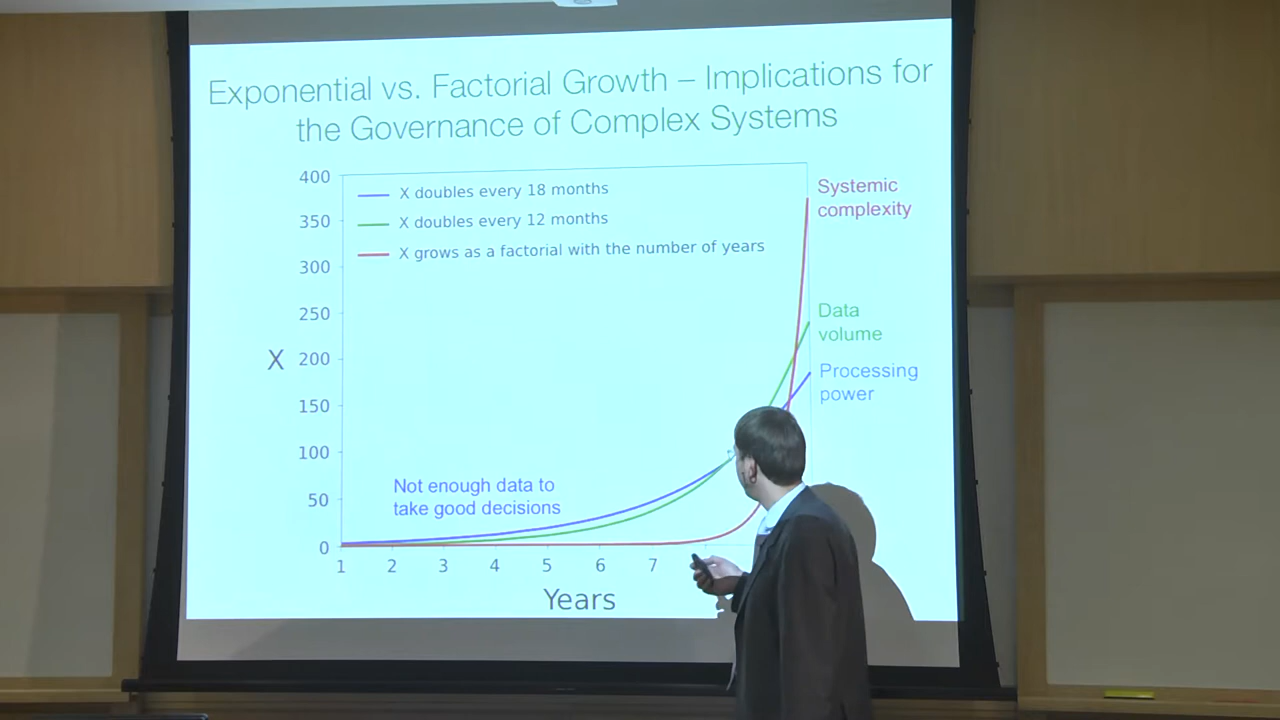 Exponential vs. Factorial Growth – Implications for
the Governance of Complex Systems
400
350
300
250
200
150
100
50
0
X
X doubles every 18 months
X doubles every 12 months
X grows as a factorial with the number of years
Systemic
complexity
Data
volume
Processing
power
Not enough data to
take good decisions
1 2 3 4 5 6 7
Years